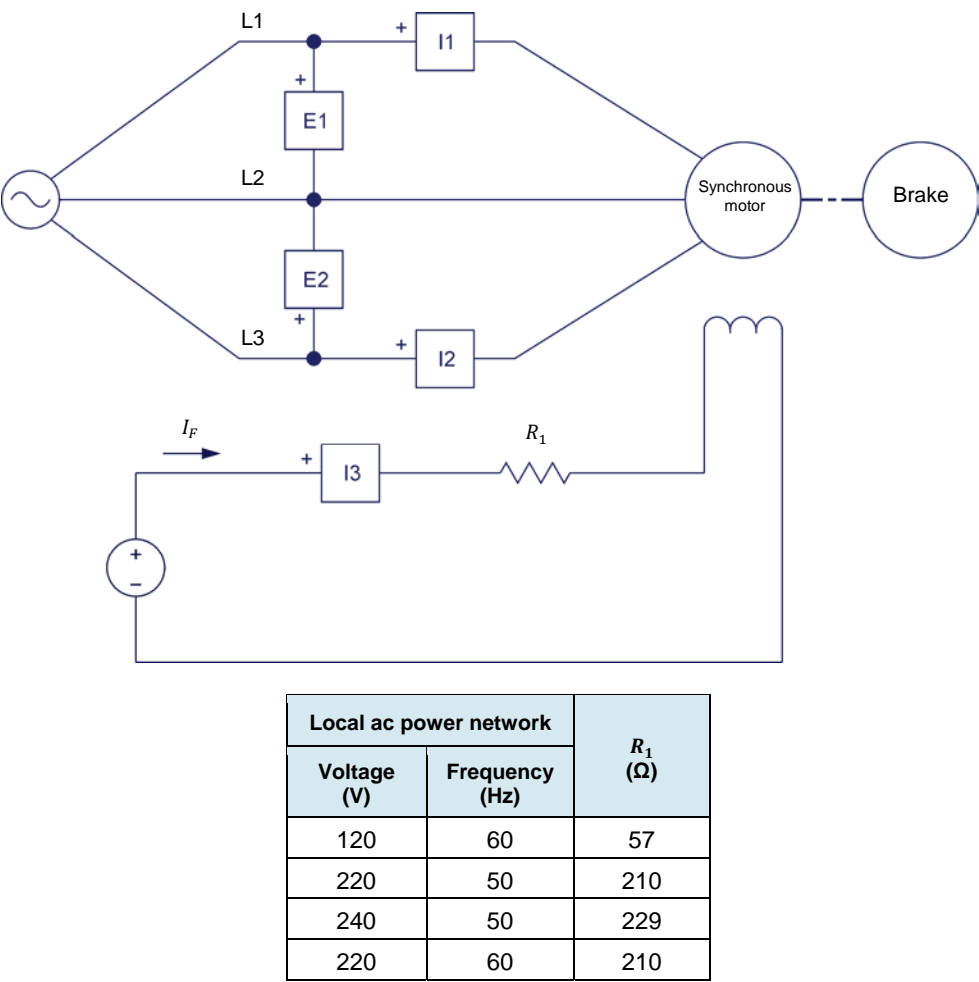 L1
+
I1
+
E1
L2
Synchronous
motor
Brake
E2
+
L3
+
I2
I_F
R_1
+
I3
+
−
Local ac power network
R_1
(Ω)
Voltage
(V)
Frequency
(Hz)
120 60 57
220 50 210
240 50 229
220 60 210